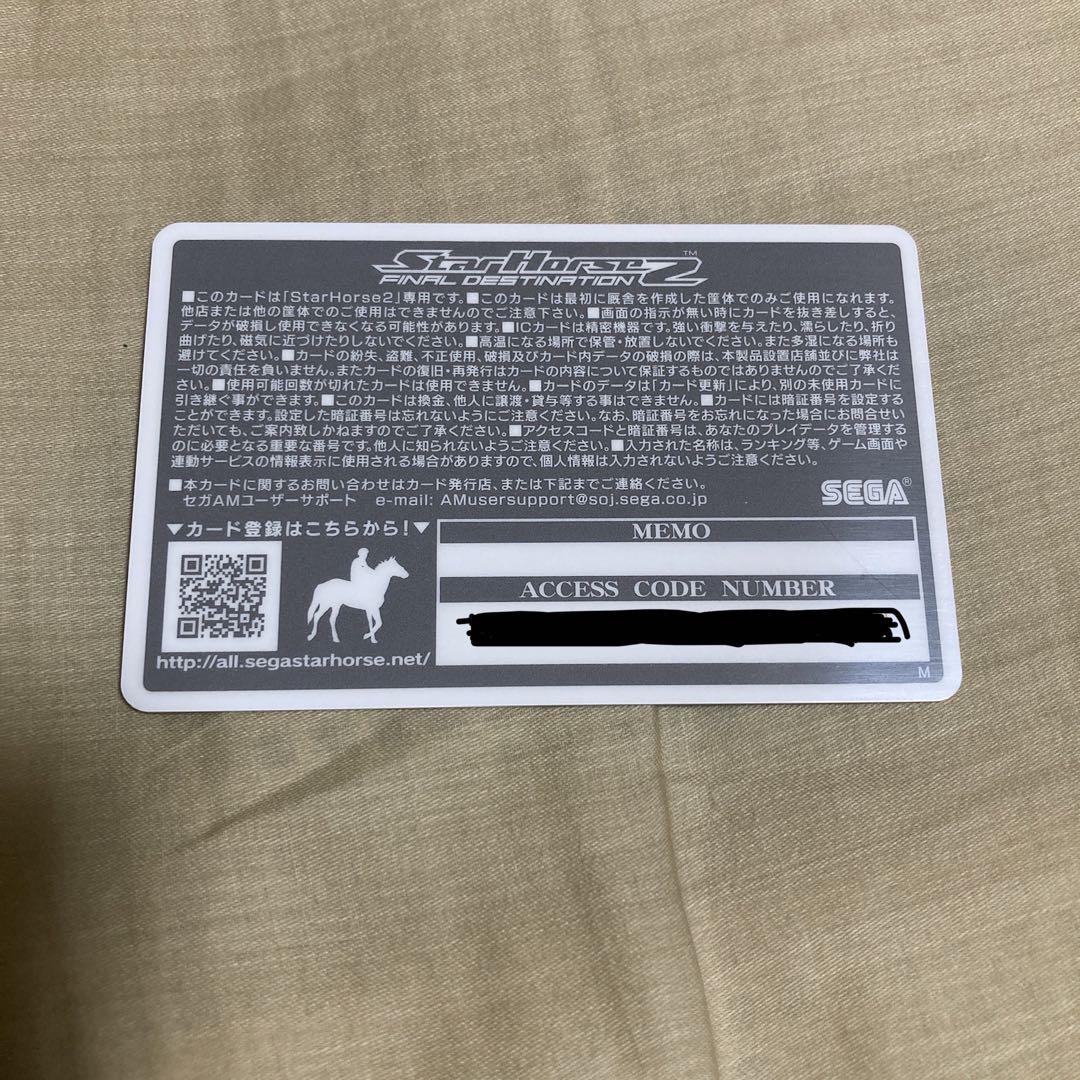 StarHorse2™
FINAL DESTINATION
■このカードは｢StarHorse2｣専用です。■このカードは最初に厩舎を作成した筐体でのみご使用になれます。
他店または他の筐体でのご使用はできませんのでご注意下さい。■画面の指示が無い時にカードを抜き差しすると、
データが破損し使用できなくなる可能性があります。■ICカードは精密機器です。強い衝撃を与えたり、濡らしたり、折り
曲げたり、磁気に近づけたりしないでください。■高温になる場所で保管・放置しないでください。また多湿になる場所も
避けてください。■カードの紛失、盗難、不正使用、破損及びカード内データの破損の際は、本製品設置店舗並びに弊社は
一切の責任を負いません。またカードの復旧・再発行はカードの内容について保証するものではありませんのでご了承くだ
さい。■使用可能回数が切れたカードは使用できません。■カードのデータは「カード更新」により、別の未使用カードに
引き継ぐ事ができます。■このカードは換金、他人に譲渡・貸与等する事はできません。■カードには暗証番号を設定する
ことができます。設定した暗証番号は忘れないようにご注意ください。なお、暗証番号をお忘れになった場合にお問合せい
ただいても、ご案内致しかねますのでご了承ください。■アクセスコードと暗証番号は、あなたのプレイデータを管理する
のに必要となる重要な番号です。他人に知られないようご注意ください。■入力された名称は、ランキング等、ゲーム画面や
連動サービスの情報表示に使用される場合がありますので、個人情報は入力されないようご注意ください。
■本カードに関するお問い合わせはカード発行店、または下記までご連絡ください。
セガAMユーザーサポート e-mail: AMusersupport@soj.sega.co.jp
SEGA®
▼カード登録はこちらから!▼
MEMO
ACCESS CODE NUMBER
http://all.segastarhorse.net/
M